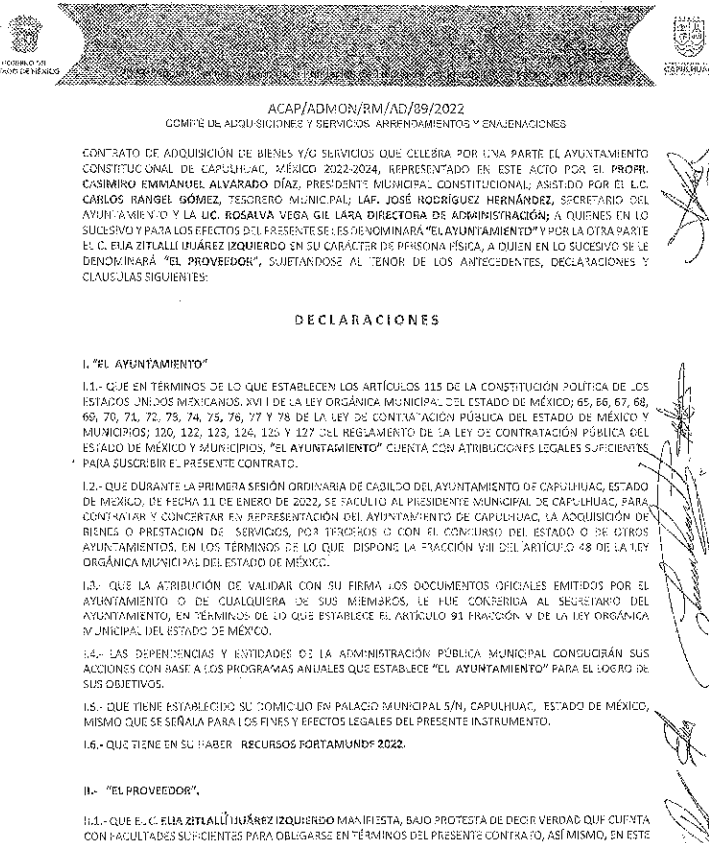 GOBIERNO DEL
ESTADO DE MÉXICO
CAPULHUAC
ACAP/ADMON/RM/AD/89/2022
COMITÉ DE ADQUISICIONES Y SERVICIOS, ARRENDAMIENTOS Y ENAJENACIONES
CONTRATO DE ADQUISICIÓN DE BIENES Y/O SERVICIOS QUE CELEBRA POR UNA PARTE EL AYUNTAMIENTO
CONSTITUCIONAL DE CAPULHUAC, MÉXICO 2022-2024, REPRESENTADO EN ESTE ACTO POR EL PROFR.
CASIMIRO EMMANUEL ALVARADO DÍAZ, PRESIDENTE MUNICIPAL CONSTITUCIONAL; ASISTIDO POR EL L.C.
CARLOS RANGEL GÓMEZ, TESORERO MUNICIPAL; LAF. JOSÉ RODRÍGUEZ HERNÁNDEZ, SECRETARIO DEL
AYUNTAMIENTO Y LA LIC. ROSALVA VEGA GIL LARA DIRECTORA DE ADMINISTRACIÓN; A QUIENES EN LO
SUCESIVO Y PARA LOS EFECTOS DEL PRESENTE SE LES DENOMINARÁ "EL AYUNTAMIENTO" Y POR LA OTRA PARTE
EL C. ELIA ZITLALLI JUÁREZ IZQUIERDO EN SU CARÁCTER DE PERSONA FÍSICA, A QUIEN EN LO SUCESIVO SE LE
DENOMINARÁ "EL PROVEEDOR", SUJETANDOSE AL TENOR DE LOS ANTECEDENTES, DECLARACIONES Y
CLAUSULAS SIGUIENTES:
DECLARACIONES
I. "EL AYUNTAMIENTO"
I.1.- QUE EN TÉRMINOS DE LO QUE ESTABLECEN LOS ARTÍCULOS 115 DE LA CONSTITUCIÓN POLÍTICA DE LOS
ESTADOS UNIDOS MEXICANOS, XVIII DE LA LEY ORGÁNICA MUNICIPAL DEL ESTADO DE MÉXICO; 65, 66, 67, 68,
69, 70, 71, 72, 73, 74, 75, 76, 77 Y 78 DE LA LEY DE CONTRATACIÓN PÚBLICA DEL ESTADO DE MÉXICO Y
MUNICIPIOS; 120, 122, 123, 124, 125 Y 127 DEL REGLAMENTO DE LA LEY DE CONTRATACIÓN PÚBLICA DEL
ESTADO DE MÉXICO Y MUNICIPIOS, "EL AYUNTAMIENTO" CUENTA CON ATRIBUCIONES LEGALES SUFICIENTES
PARA SUSCRIBIR EL PRESENTE CONTRATO.
I.2.- QUE DURANTE LA PRIMERA SESIÓN ORDINARIA DE CABILDO DEL AYUNTAMIENTO DE CAPULHUAC, ESTADO
DE MEXICO, DE FECHA 11 DE ENERO DE 2022, SE FACULTO AL PRESIDENTE MUNICIPAL DE CAPULHUAC, PARA
CONTRATAR Y CONCERTAR EN REPRESENTACIÓN DEL AYUNTAMIENTO DE CAPULHUAC, LA ADQUISICIÓN DE
BIENES O PRESTACIÓN DE SERVICIOS, POR TERCEROS O CON EL CONCURSO DEL ESTADO O DE OTROS
AYUNTAMIENTOS, EN LOS TÉRMINOS DE LO QUE DISPONE LA FRACCIÓN VIII DEL ARTÍCULO 48 DE LA LEY
ORGÁNICA MUNICIPAL DEL ESTADO DE MÉXICO.
I.3.- QUE LA ATRIBUCIÓN DE VALIDAR CON SU FIRMA LOS DOCUMENTOS OFICIALES EMITIDOS POR EL
AYUNTAMIENTO O DE CUALQUIERA DE SUS MIEMBROS, LE FUE CONFERIDA AL SECRETARIO DEL
AYUNTAMIENTO, EN TÉRMINOS DE LO QUE ESTABLECE EL ARTÍCULO 91 FRACCIÓN V DE LA LEY ORGÁNICA
MUNICIPAL DEL ESTADO DE MÉXICO.
I.4.- LAS DEPENDENCIAS Y ENTIDADES DE LA ADMINISTRACIÓN PÚBLICA MUNICIPAL CONDUCIRÁN SUS
ACCIONES CON BASE A LOS PROGRAMAS ANUALES QUE ESTABLECE "EL AYUNTAMIENTO" PARA EL LOGRO DE
SUS OBJETIVOS.
I.5.- QUE TIENE ESTABLECIDO SU DOMICILIO EN PALACIO MUNICIPAL S/N, CAPULHUAC, ESTADO DE MÉXICO,
MISMO QUE SE SEÑALA PARA LOS FINES Y EFECTOS LEGALES DEL PRESENTE INSTRUMENTO.
I.6.- QUE TIENE EN SU HABER RECURSOS FORTAMUNDF 2022.
II.- "EL PROVEEDOR",
II.1.- QUE EL C. ELIA ZITLALLI JUÁREZ IZQUIERDO MANIFIESTA, BAJO PROTESTA DE DECIR VERDAD QUE CUENTA
CON FACULTADES SUFICIENTES PARA OBLIGARSE EN TÉRMINOS DEL PRESENTE CONTRATO, ASÍ MISMO, EN ESTE